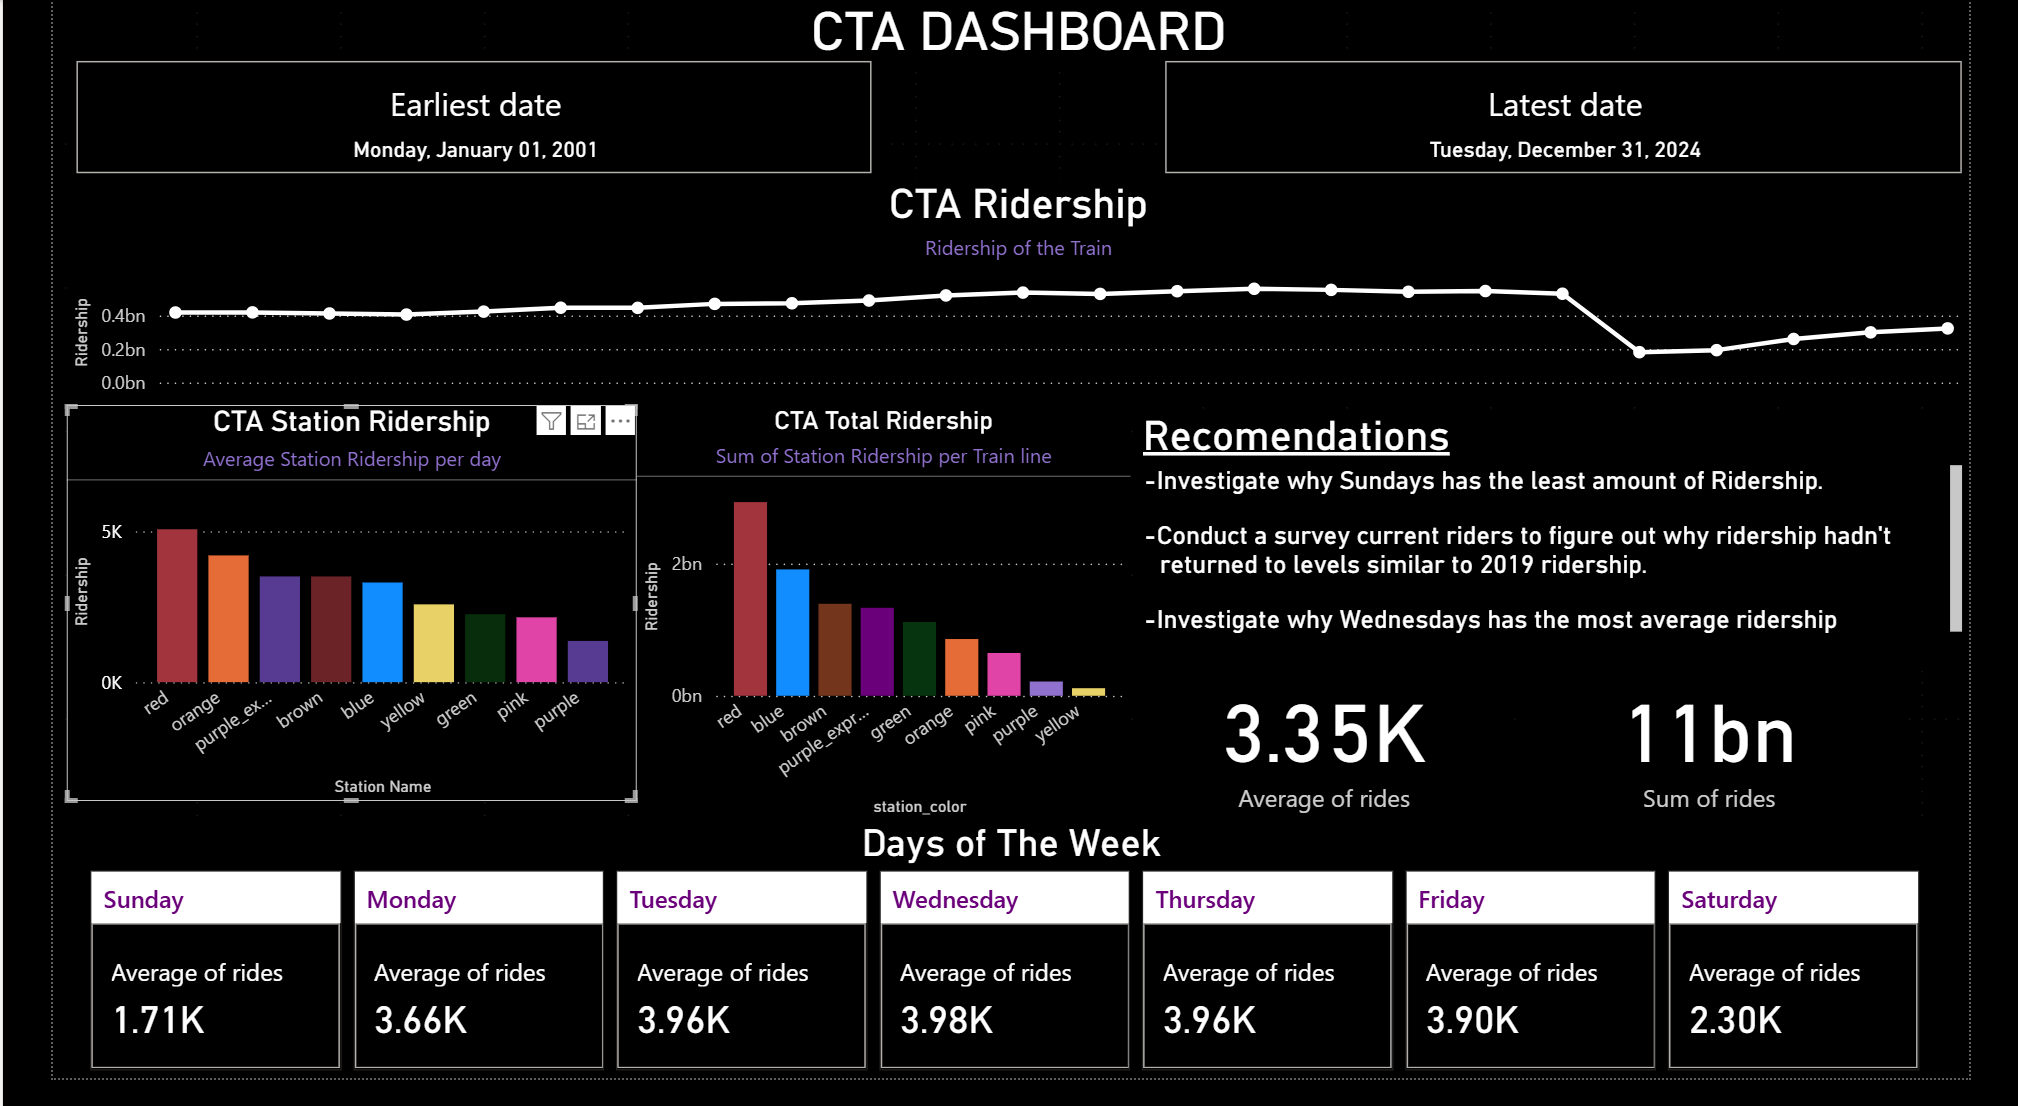 CTA DASHBOARD
Earliest date
Monday, January 01, 2001
Latest date
Tuesday, December 31, 2024
CTA Ridership
Ridership of the Train
Ridership
0.4bn
0.2bn
0.0bn
CTA Station Ridership
Average Station Ridership per day
Ridership
5K
0K
red
orange
purple_ex...
brown
blue
yellow
green
pink
purple
Station Name
CTA Total Ridership
Sum of Station Ridership per Train line
Ridership
2bn
0bn
red
blue
brown
purple_expr...
green
orange
pink
purple
yellow
station_color
Recomendations
-Investigate why Sundays has the least amount of Ridership.
-Conduct a survey current riders to figure out why ridership hadn't
returned to levels similar to 2019 ridership.
-Investigate why Wednesdays has the most average ridership
3.35K
Average of rides
11bn
Sum of rides
Days of The Week
Sunday
Average of rides
1.71K
Monday
Average of rides
3.66K
Tuesday
Average of rides
3.96K
Wednesday
Average of rides
3.98K
Thursday
Average of rides
3.96K
Friday
Average of rides
3.90K
Saturday
Average of rides
2.30K